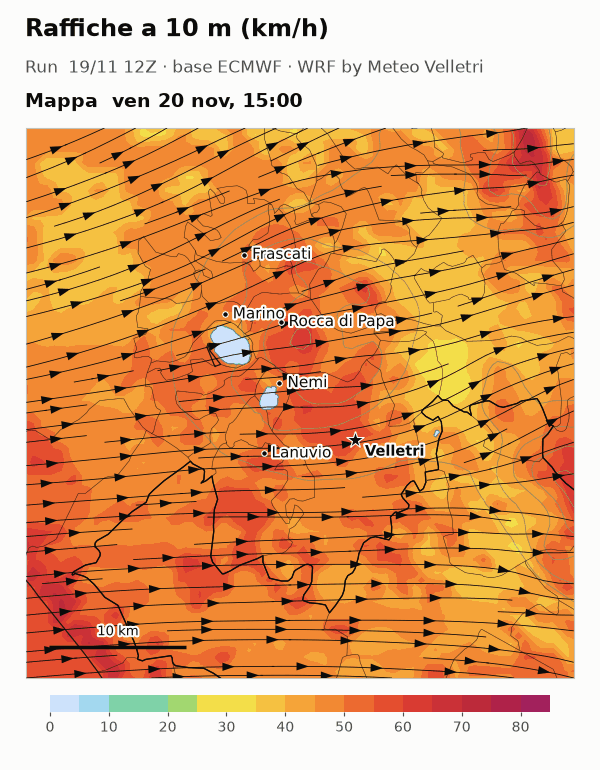 Raffiche a 10 m (km/h)
Run  19/11 12Z · base ECMWF · WRF by Meteo Velletri
Mappa  ven 20 nov, 15:00
Frascati
Marino
Rocca di Papa
Nemi
Velletri
Lanuvio
10 km
0 10 20 30 40 50 60 70 80